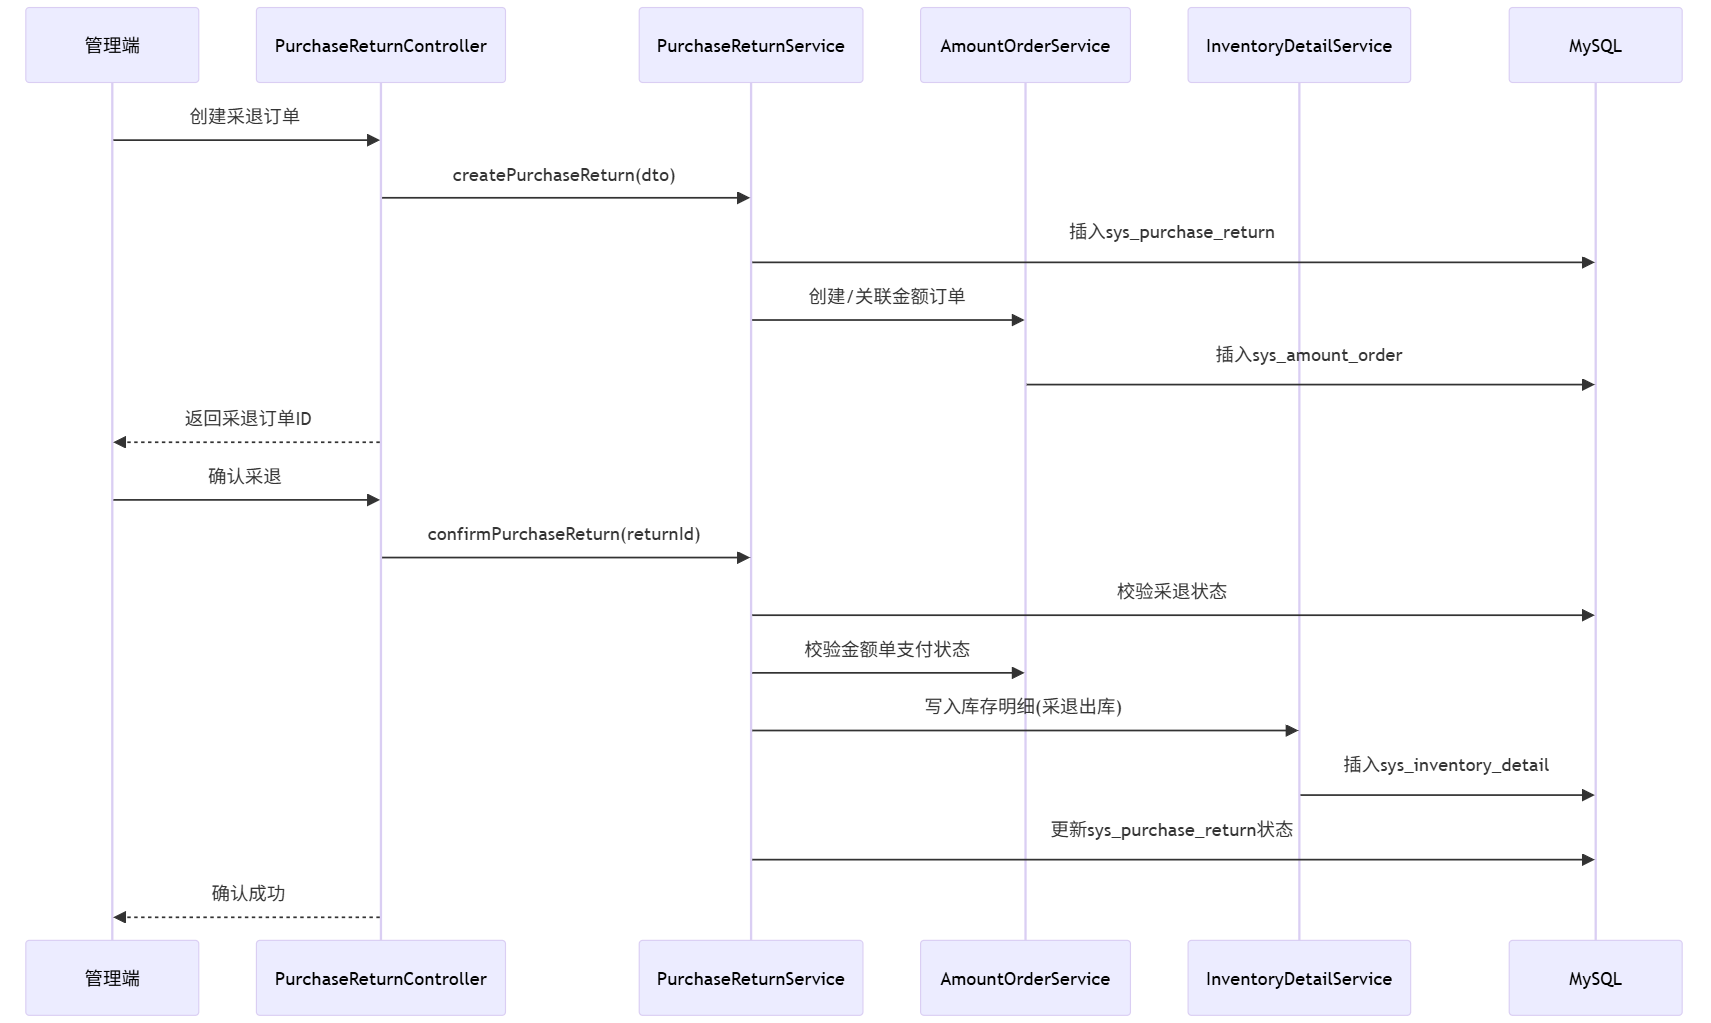 管理端
PurchaseReturnController
PurchaseReturnService
AmountOrderService
InventoryDetailService
MySQL
创建采退订单
createPurchaseReturn(dto)
插入sys_purchase_return
创建/关联金额订单
插入sys_amount_order
返回采退订单ID
确认采退
confirmPurchaseReturn(returnId)
校验采退状态
校验金额单支付状态
写入库存明细(采退出库)
插入sys_inventory_detail
更新sys_purchase_return状态
确认成功
管理端
PurchaseReturnController
PurchaseReturnService
AmountOrderService
InventoryDetailService
MySQL